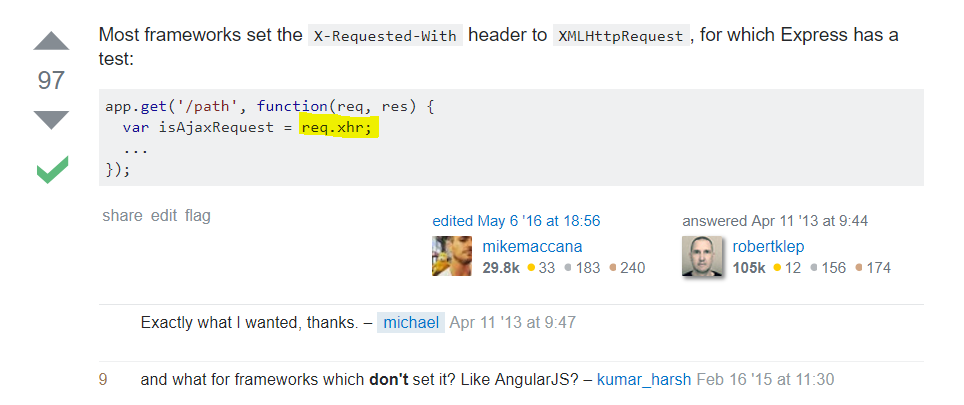 Most frameworks set the X-Requested-With header to XMLHttpRequest, for which Express has a
test:
97
app.get('/path', function(req, res) {
  var isAjaxRequest = req.xhr;
  ...
});
share edit flag
edited May 6 '16 at 18:56
mikemaccana
29.8k 33 183 240
answered Apr 11 '13 at 9:44
robertklep
105k 12 156 174
Exactly what I wanted, thanks. – michael Apr 11 '13 at 9:47
9 and what for frameworks which don't set it? Like AngularJS? – kumar_harsh Feb 16 '15 at 11:30